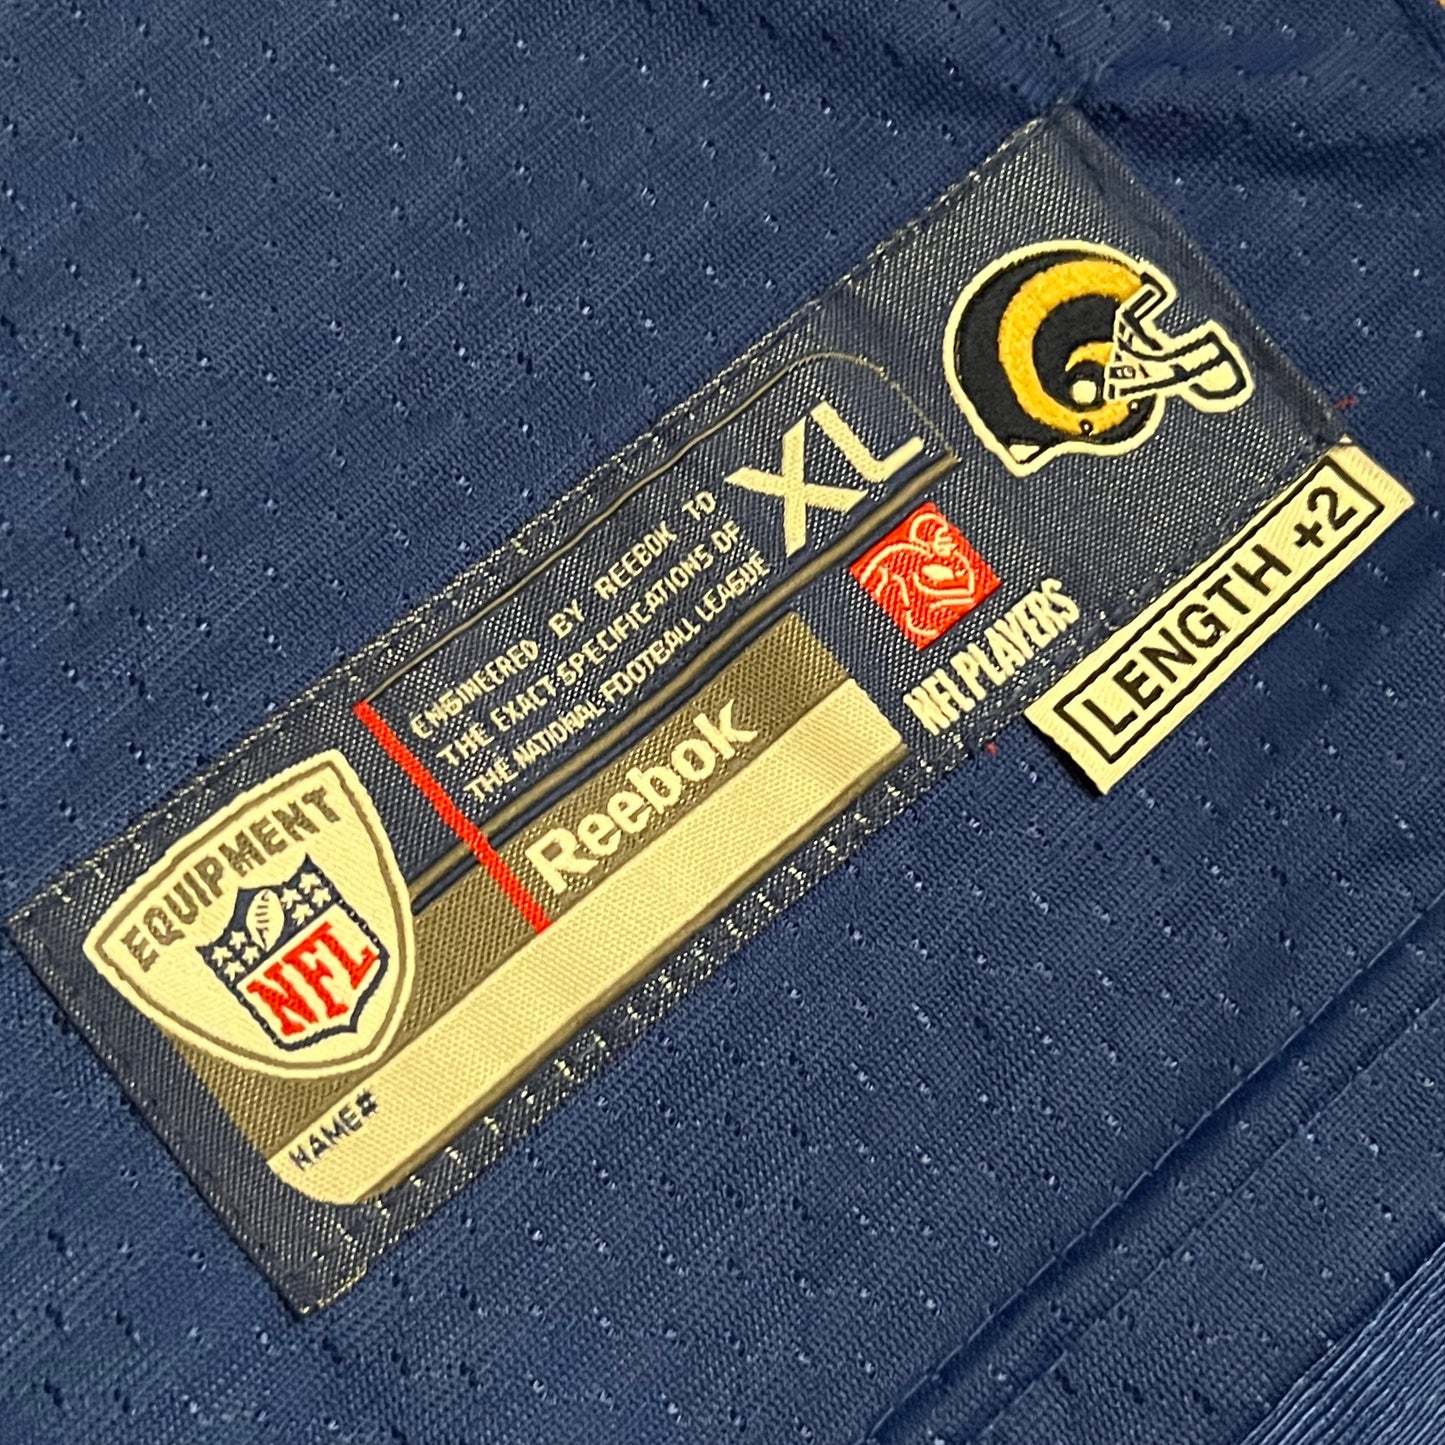 EQUIPMENT
NFL
ENGINEERED BY REEBOK TO
THE EXACT SPECIFICATIONS OF
THE NATIONAL FOOTBALL LEAGUE
XL
Reebok
NAME#
NFL PLAYERS
LENGTH +2